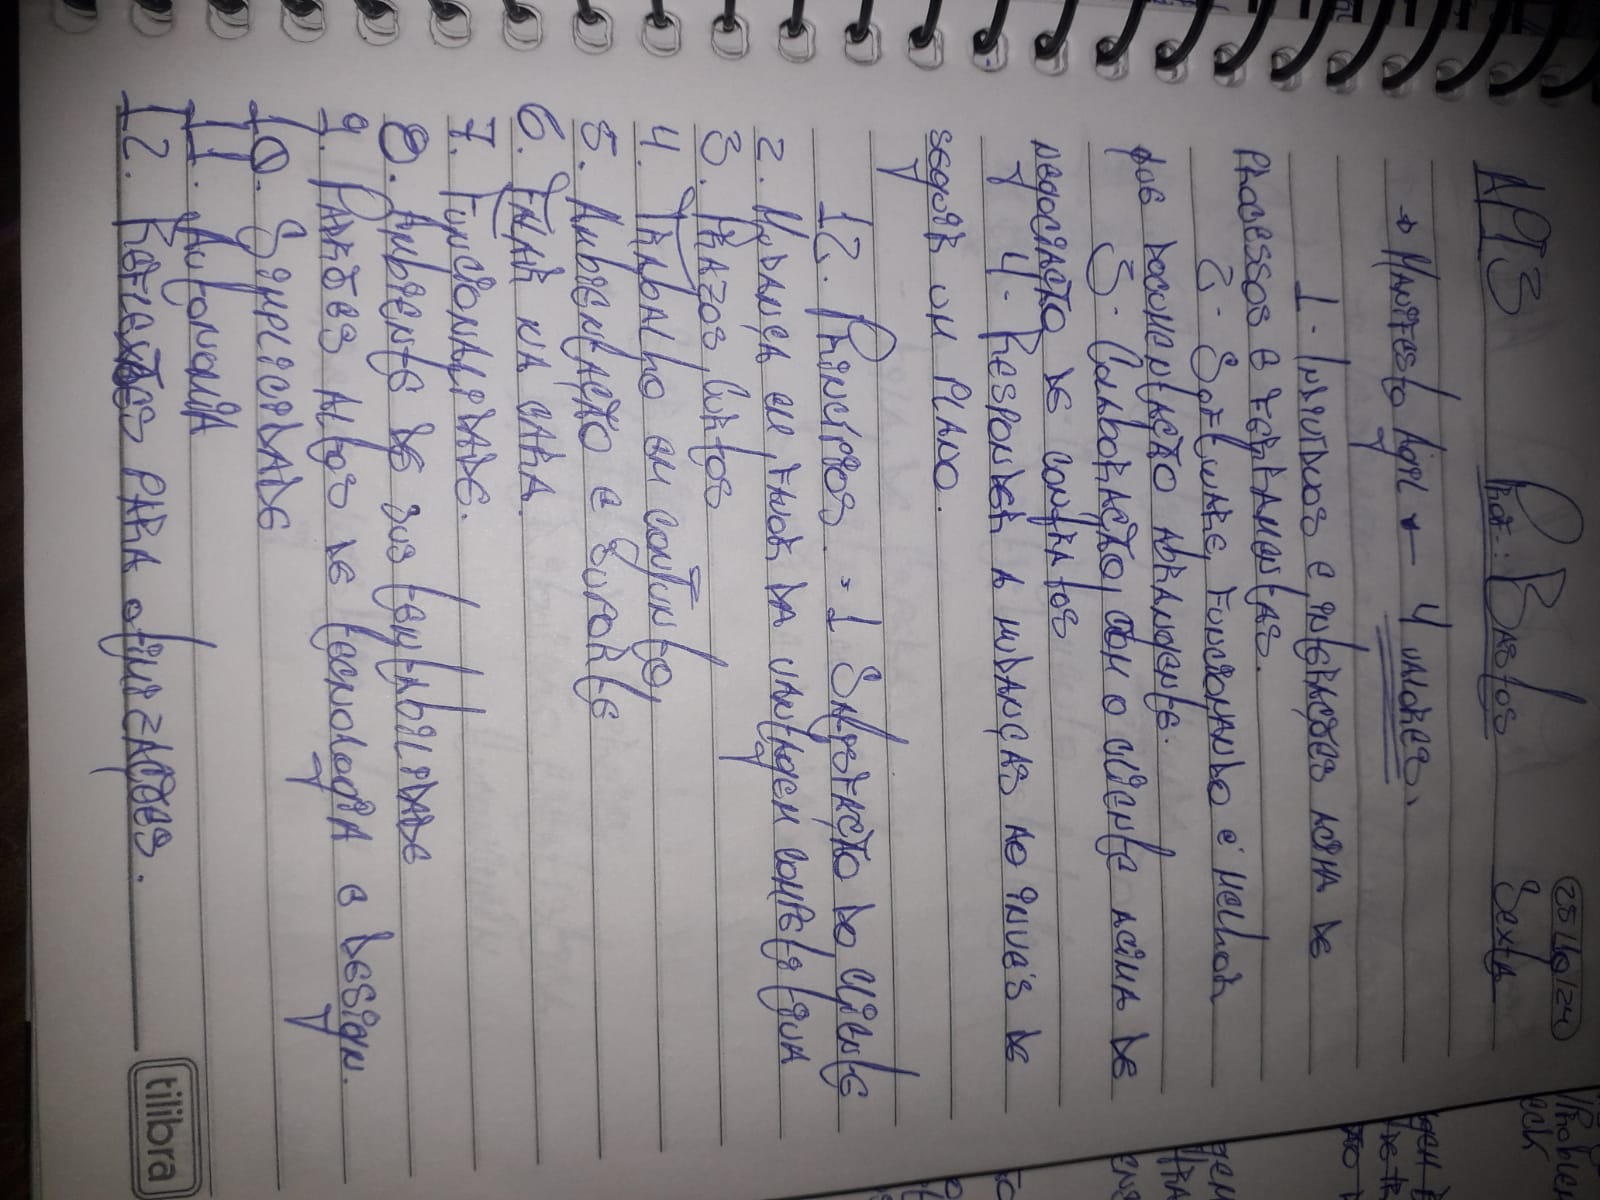 API3 Prof.: Bastos 25/10/24
Sexta
→ Manifesto Ágil - 4 valores.
1 - Indivíduos e interações acima de
processos e ferramentas.
2 - Software funcionando é melhor
que documentação abrangente.
3 - Colaboração com o cliente acima de
negociação de contratos
4 - Responder a mudanças ao invés de
seguir um plano.
12. Princípios. - 1 Satisfação do cliente
2. Mudança em favor da vantagem competitiva
3. Prazos curtos
4. Trabalho em conjunto
5. Ambientação e Suporte
6. Falar na cara.
7. Funcionalidade.
8. Ambiente de sustentabilidade
9. Padrões altos de tecnologia e design.
10. Simplicidade
11. Autonomia
12. Reflexões para otimizações.
tilibra